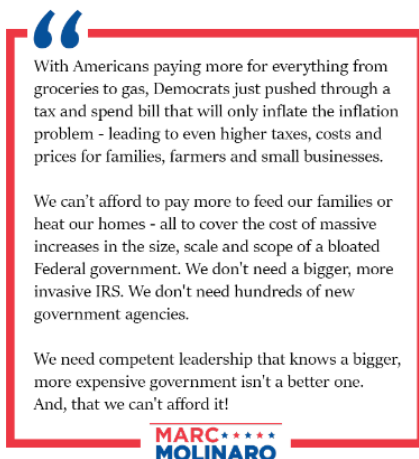 With Americans paying more for everything from
groceries to gas, Democrats just pushed through a
tax and spend bill that will only inflate the inflation
problem - leading to even higher taxes, costs and
prices for families, farmers and small businesses.
We can't afford to pay more to feed our families or
heat our homes - all to cover the cost of massive
increases in the size, scale and scope of a bloated
Federal government. We don't need a bigger, more
invasive IRS. We don't need hundreds of new
government agencies.
We need competent leadership that knows a bigger,
more expensive government isn't a better one.
And, that we can't afford it!
MARC
MOLINARO